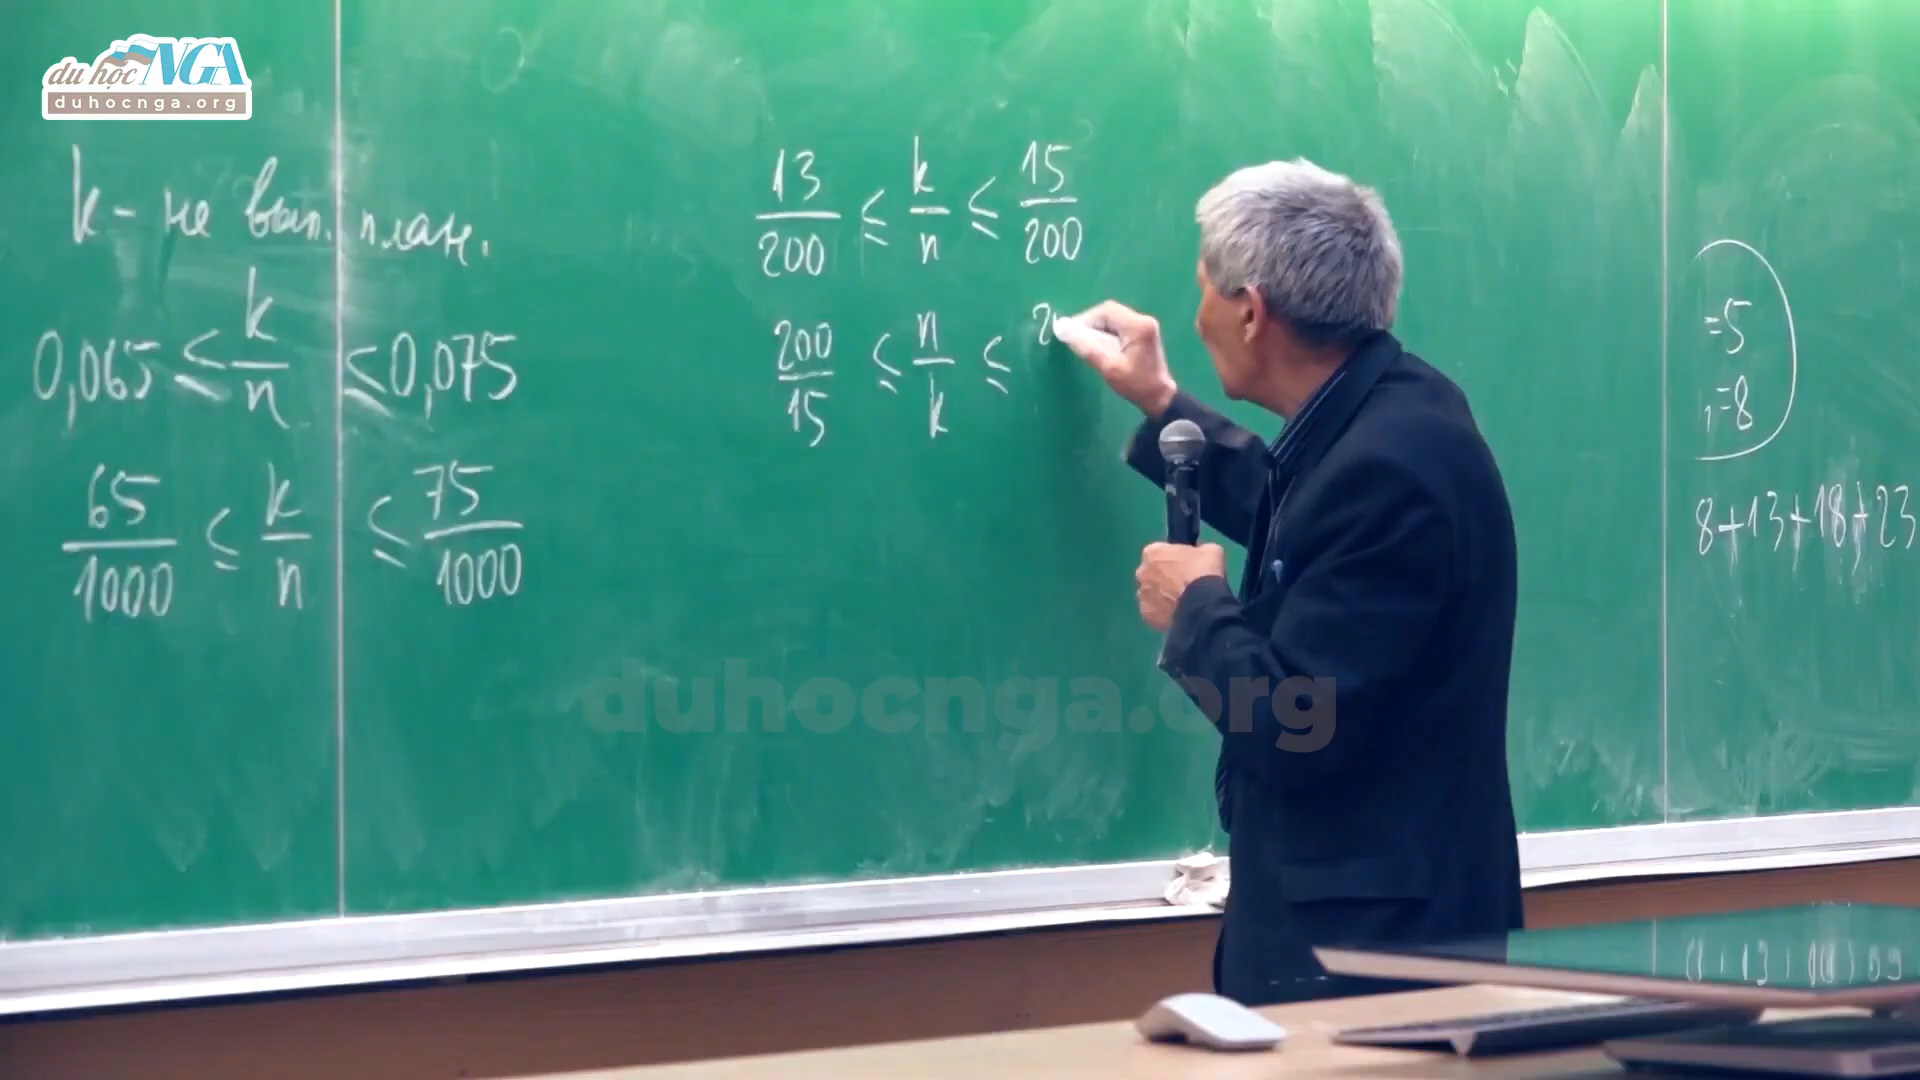 du học NGA
duhocnga.org
k - не вып. план.
0,065 ≤ k/n ≤ 0,075
65/1000 ≤ k/n ≤ 75/1000
13/200 ≤ k/n ≤ 15/200
200/15 ≤ n/k ≤ 2
=5
=8
8+13+18+23
duhocnga.org